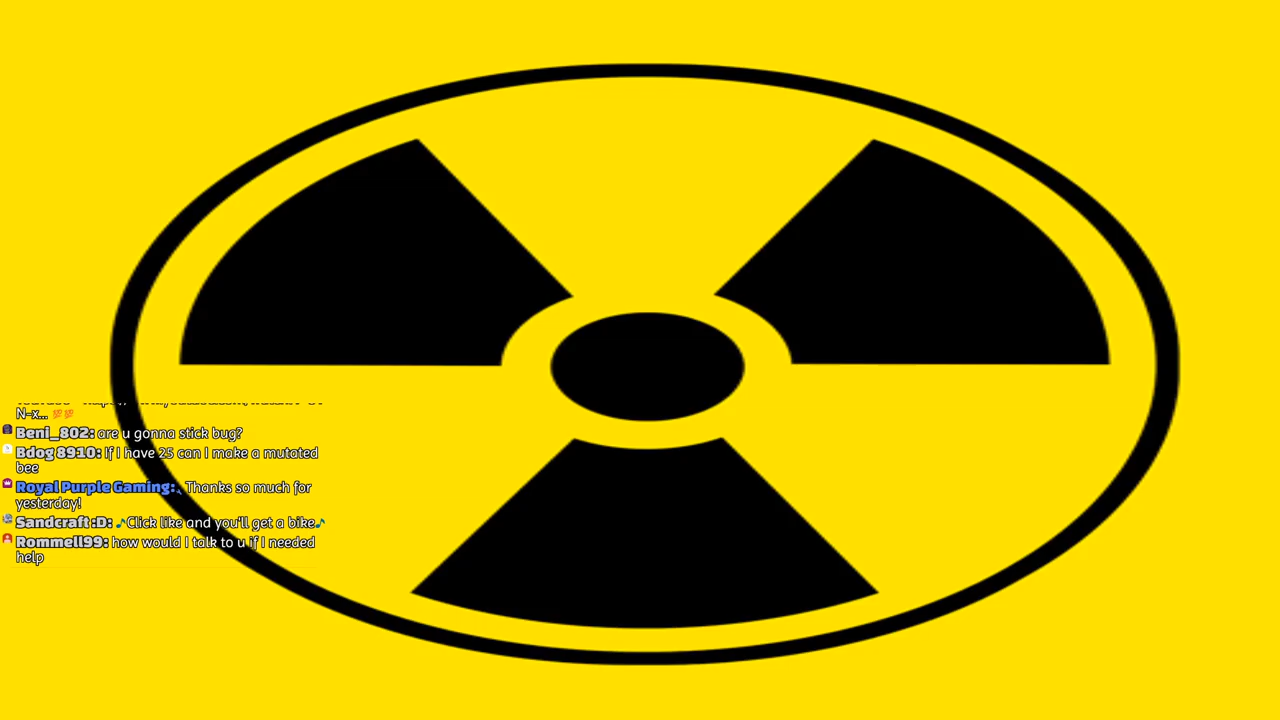 N-x... 💯💯
Beni_802: are u gonna stick bug?
Bdog 8910: If I have 25 can I make a mutated
bee
Royal Purple Gaming: Thanks so much for
yesterday!
Sandcraft :D: 🎵Click like and you'll get a bike🎵
Rommell99: how would I talk to u if I needed
help